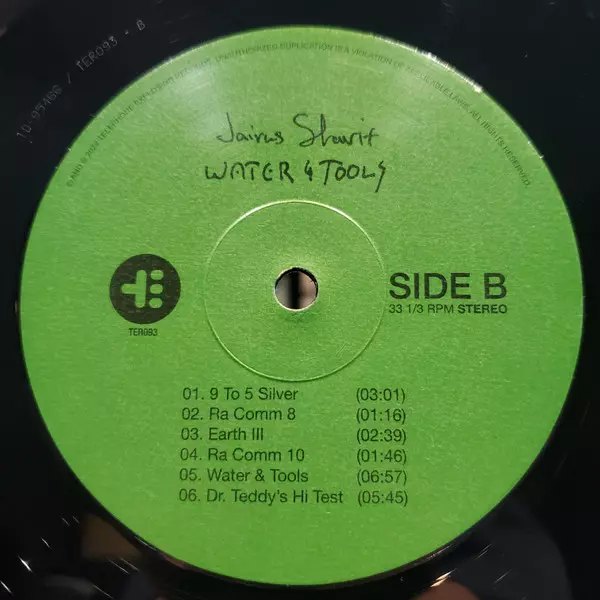 Jairus Sharif
WATER & TOOLS
TER093
SIDE B
33 1/3 RPM STEREO
01. 9 To 5 Silver (03:01)
02. Ra Comm 8 (01:16)
03. Earth III (02:39)
04. Ra Comm 10 (01:46)
05. Water & Tools (06:57)
06. Dr. Teddy's Hi Test (05:45)